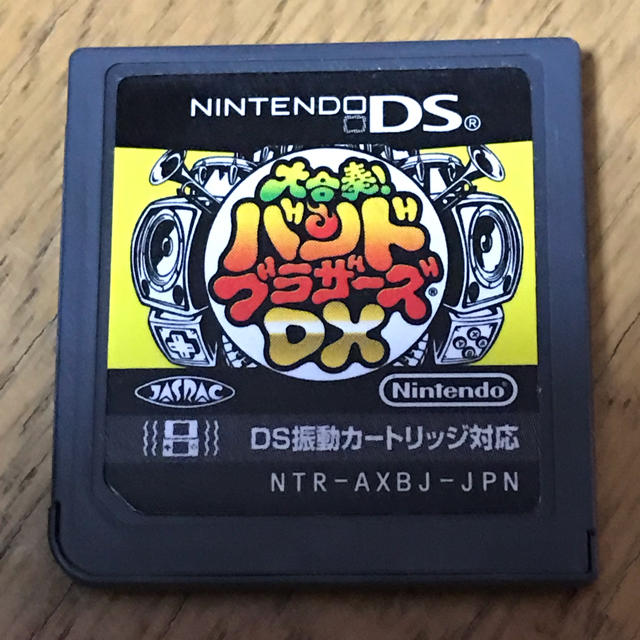 NINTENDO DS®
大合奏!
バンド
ブラザーズ®
DX
JASRAC
Nintendo®
DS振動カートリッジ対応
NTR-AXBJ-JPN